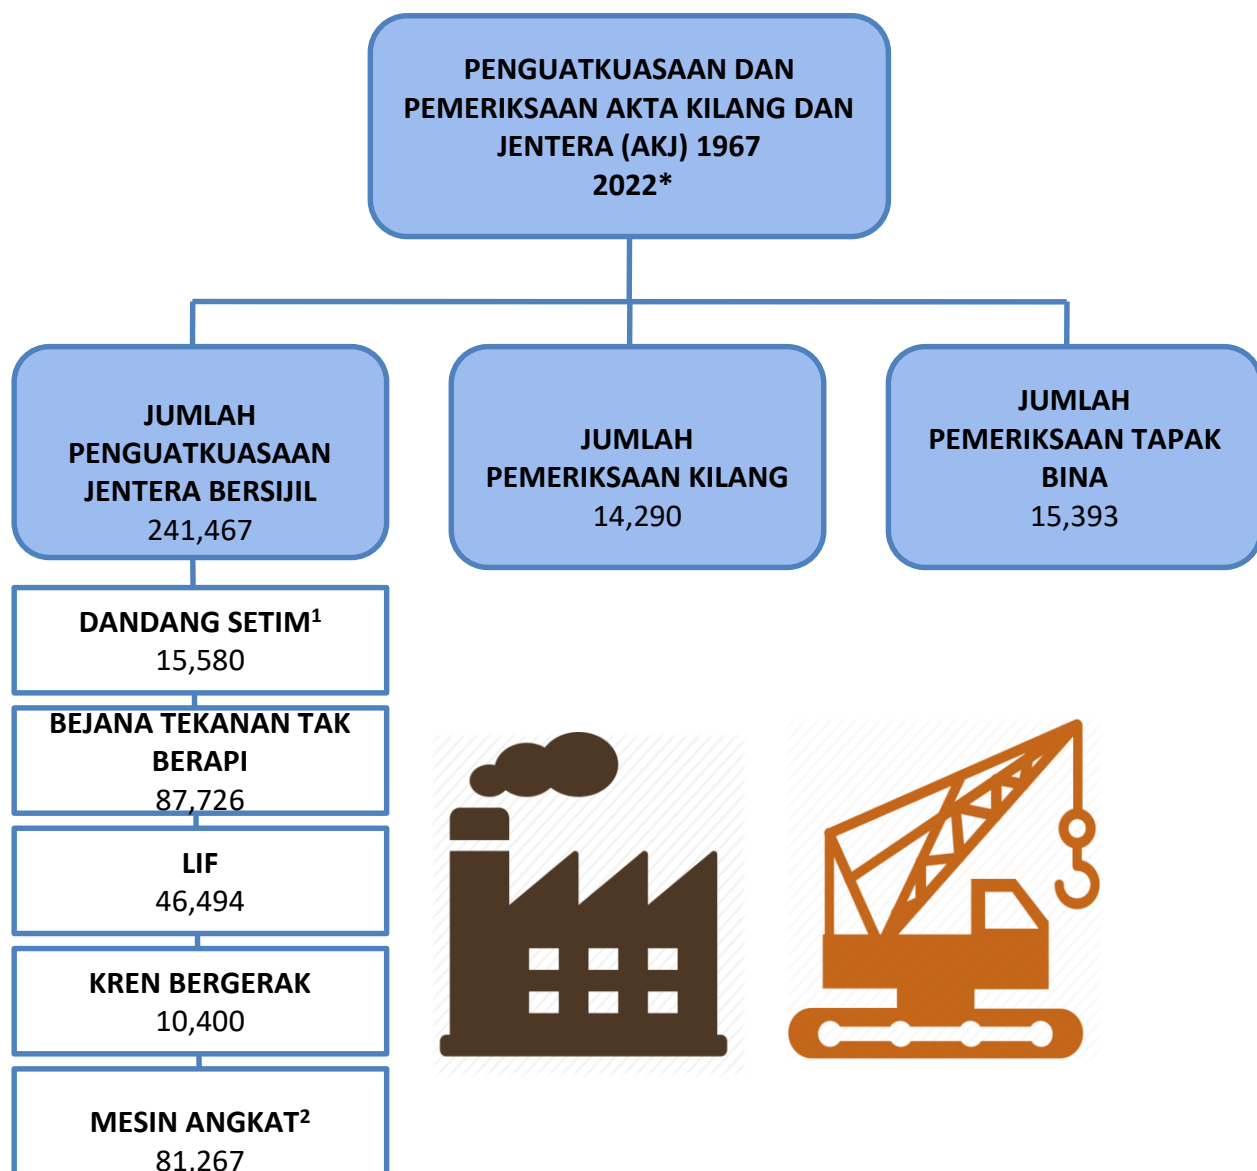 PENGUATKUASAAN DAN
PEMERIKSAAN AKTA KILANG DAN
JENTERA (AKJ) 1967
2022*
JUMLAH
PENGUATKUASAAN
JENTERA BERSIJIL
241,467
JUMLAH
PEMERIKSAAN KILANG
14,290
JUMLAH
PEMERIKSAAN TAPAK
BINA
15,393
DANDANG SETIM¹
15,580
BEJANA TEKANAN TAK
BERAPI
87,726
LIF
46,494
KREN BERGERAK
10,400
MESIN ANGKAT²
81,267